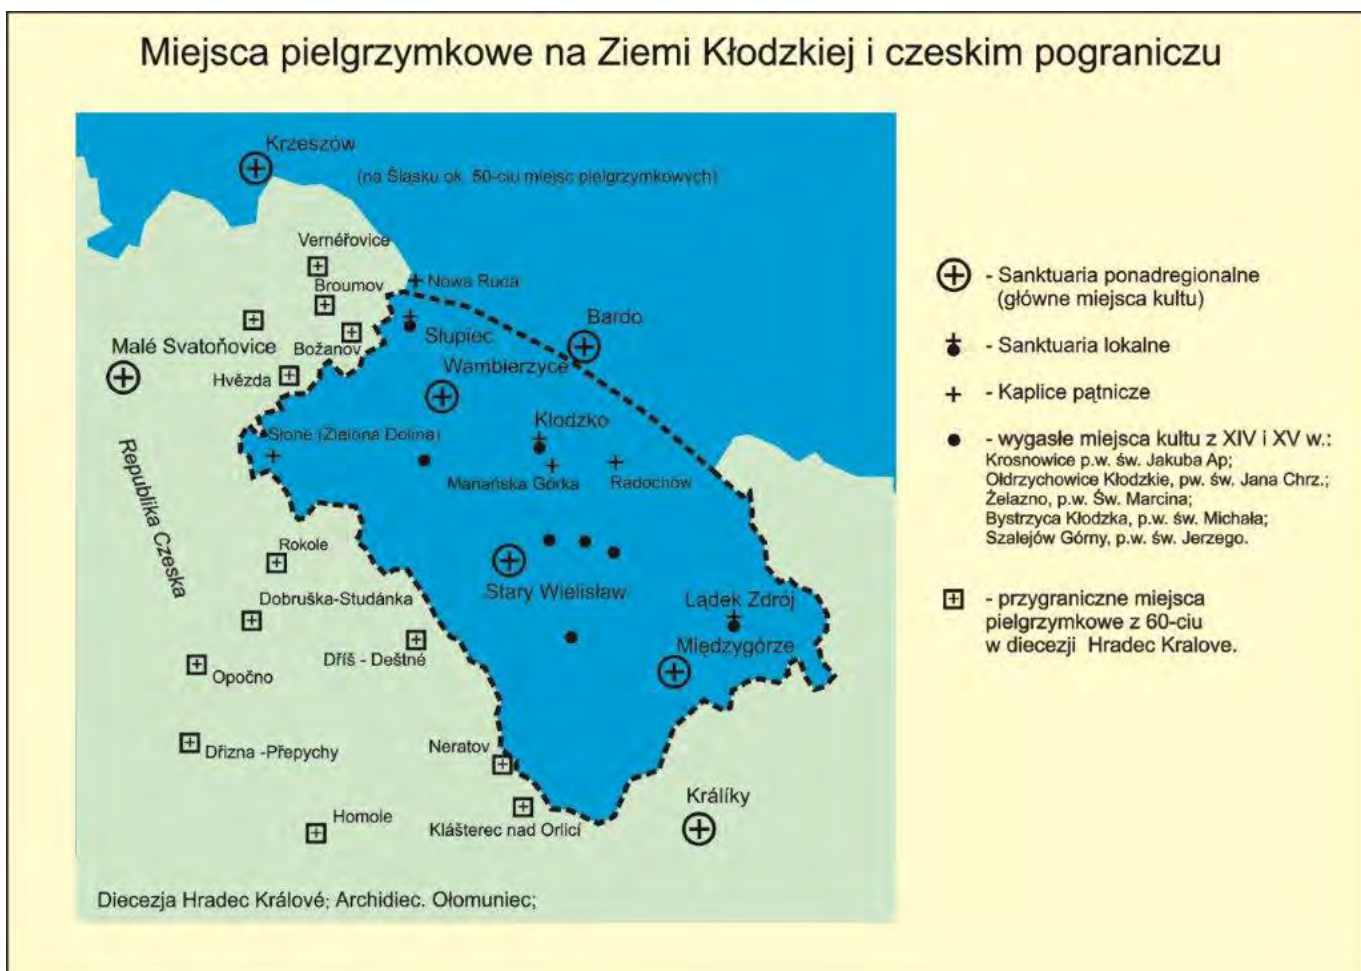 Miejsca pielgrzymkowe na Ziemi Kłodzkiej i czeskim pograniczu
Krzeszów
(na Śląsku ok. 50-ciu miejsc pielgrzymkowych)
Vernéřovice
Broumov
Nowa Ruda
Bardo
Słupiec
Malé Svatoňovice
Božanov
Hvězda
Wambierzyce
Kłodzko
Słone (Zielona Dolina)
Mariańska Górka
Radochów
Republika Czeska
Rokole
Stary Wielisław
Dobruška-Studánka
Lądek Zdrój
Międzygórze
Dříš - Deštné
Opočno
Dřizna -Přepychy
Neratov
Králíky
Homole
Klášterec nad Orlicí
Diecezja Hradec Králové; Archidiec. Ołomuniec;
- Sanktuaria ponadregionalne
(główne miejsca kultu)
- Sanktuaria lokalne
- Kaplice pątnicze
- wygasłe miejsca kultu z XIV i XV w.:
Krosnowice p.w. św. Jakuba Ap;
Ołdrzychowice Kłodzkie, pw. św. Jana Chrz.;
Żelazno, p.w. Św. Marcina;
Bystrzyca Kłodzka, p.w. św. Michała;
Szalejów Górny, p.w. św. Jerzego.
- przygraniczne miejsca
pielgrzymkowe z 60-ciu
w diecezji Hradec Kralove.